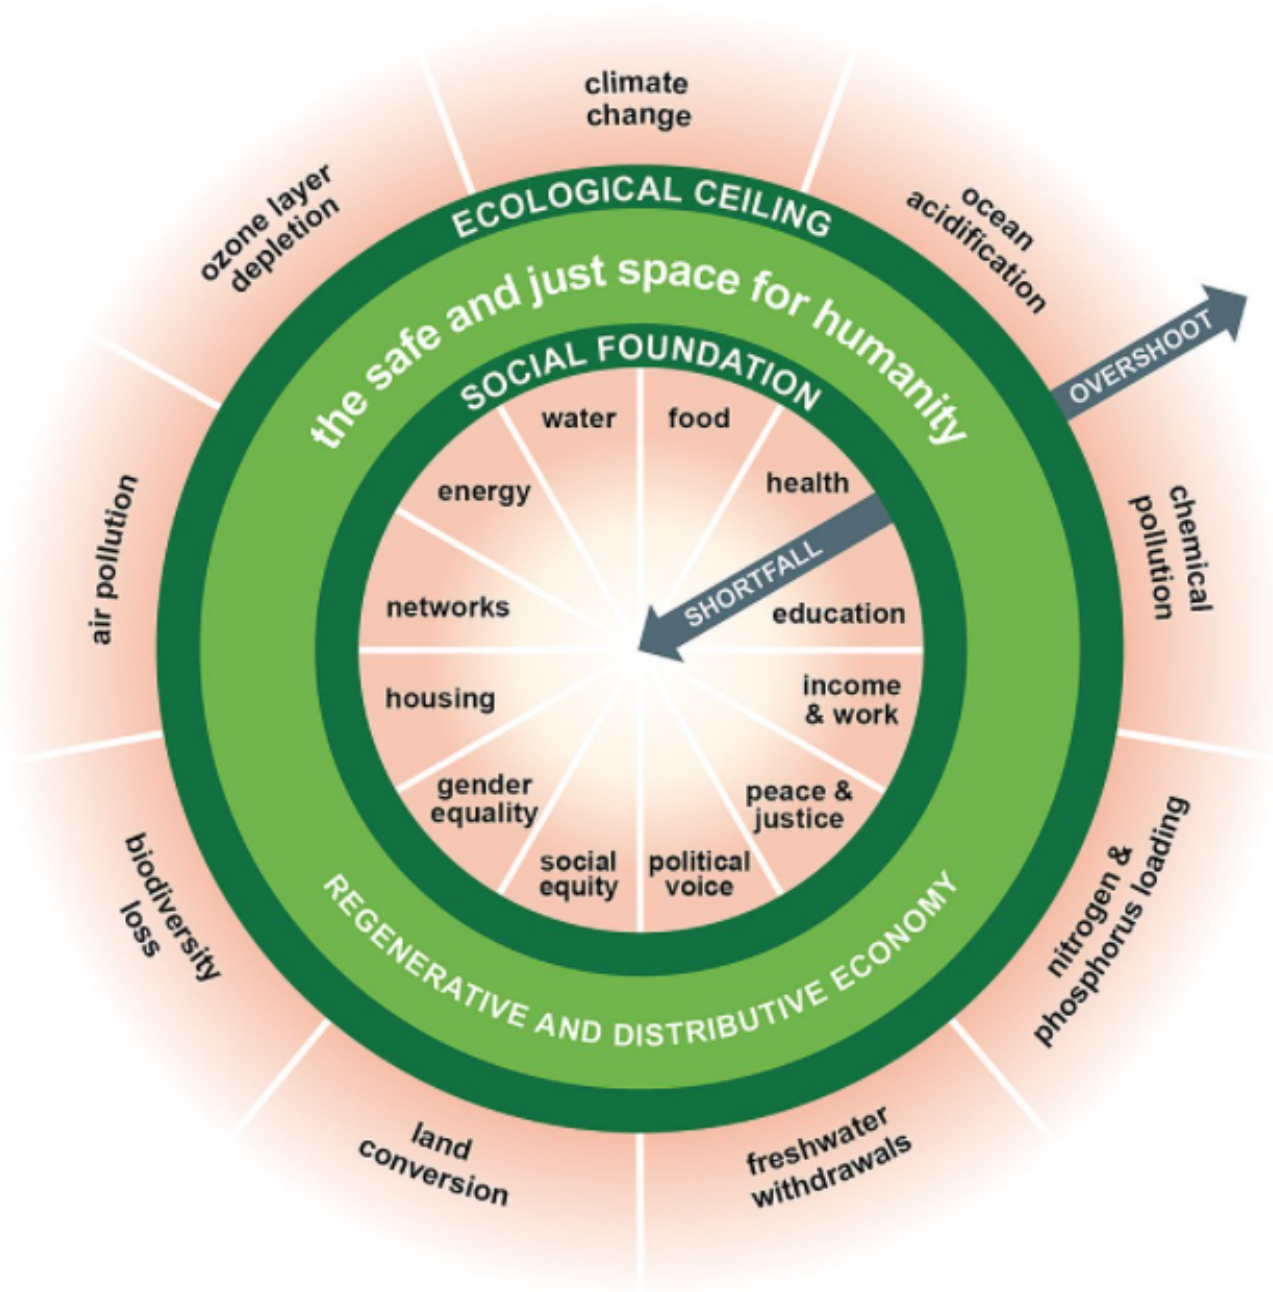 climate
change
ocean
acidification
chemical
pollution
nitrogen &
phosphorus loading
freshwater
withdrawals
land
conversion
biodiversity
loss
air pollution
ozone layer
depletion
OVERSHOOT
ECOLOGICAL CEILING
the safe and just space for humanity
SOCIAL FOUNDATION
water
food
health
SHORTFALL
education
income
& work
peace &
justice
political
voice
social
equity
gender
equality
housing
networks
energy
REGENERATIVE AND DISTRIBUTIVE ECONOMY